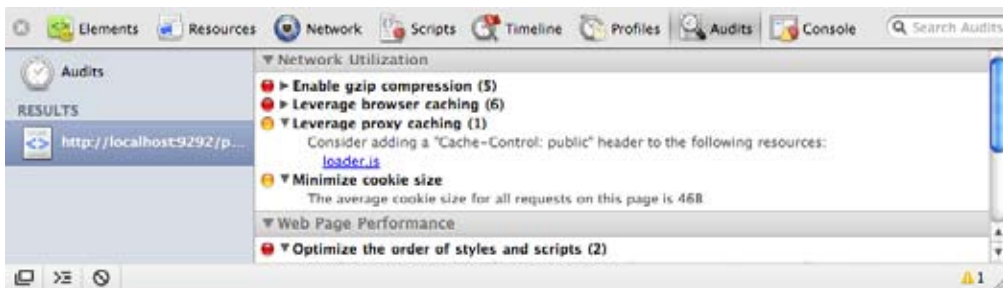 Elements Resources Network Scripts Timeline Profiles Audits Console Search Audits
Audits
RESULTS
http://localhost:9292/p...
Network Utilization
Enable gzip compression (5)
Leverage browser caching (6)
Leverage proxy caching (1)
Consider adding a "Cache-Control: public" header to the following resources:
loader.js
Minimize cookie size
The average cookie size for all requests on this page is 46B
Web Page Performance
Optimize the order of styles and scripts (2)
1